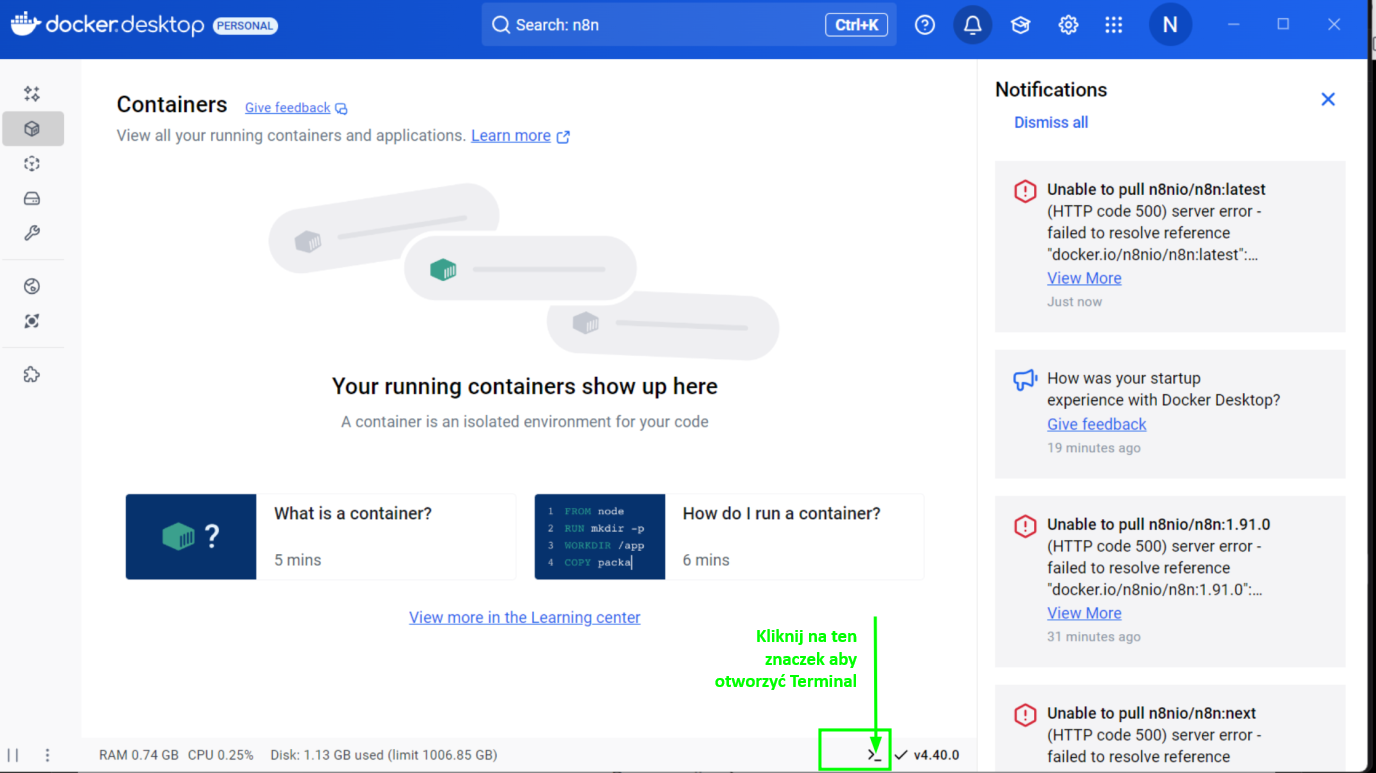 docker.desktop PERSONAL
Search: n8n
Ctrl+K
N
Containers Give feedback
View all your running containers and applications. Learn more
Your running containers show up here
A container is an isolated environment for your code
?
What is a container?
5 mins
1 FROM node
2 RUN mkdir -p
3 WORKDIR /app
4 COPY packa
How do I run a container?
6 mins
View more in the Learning center
Kliknij na ten
znaczek aby
otworzyć Terminal
RAM 0.74 GB CPU 0.25% Disk: 1.13 GB used (limit 1006.85 GB)
>_
v4.40.0
Notifications
Dismiss all
Unable to pull n8nio/n8n:latest
(HTTP code 500) server error -
failed to resolve reference
"docker.io/n8nio/n8n:latest":...
View More
Just now
How was your startup
experience with Docker Desktop?
Give feedback
19 minutes ago
Unable to pull n8nio/n8n:1.91.0
(HTTP code 500) server error -
failed to resolve reference
"docker.io/n8nio/n8n:1.91.0":...
View More
31 minutes ago
Unable to pull n8nio/n8n:next
(HTTP code 500) server error -
failed to resolve reference